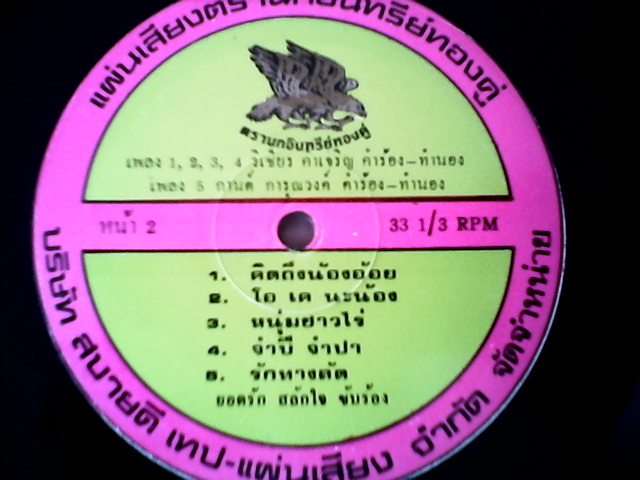 แผ่นเสียงตรานกอินทรีย์ทองคู่
ตรานกอินทรีย์ทองคู่
เพลง 1, 2, 3, 4 วิเชียร คำเจริญ คำร้อง-ทำนอง
เพลง 5 กานต์ การุณวงศ์ คำร้อง-ทำนอง
หน้า 2
33 1/3 RPM
1. คิดถึงน้องอ้อย
2. โอ เค นะน้อง
3. หนุ่มชาวไร่
4. จำปี จำปา
5. รักทางลัด
ยอดรัก สลักใจ ขับร้อง
บริษัท สบายดี เทป-แผ่นเสียง จำกัด จัดจำหน่าย